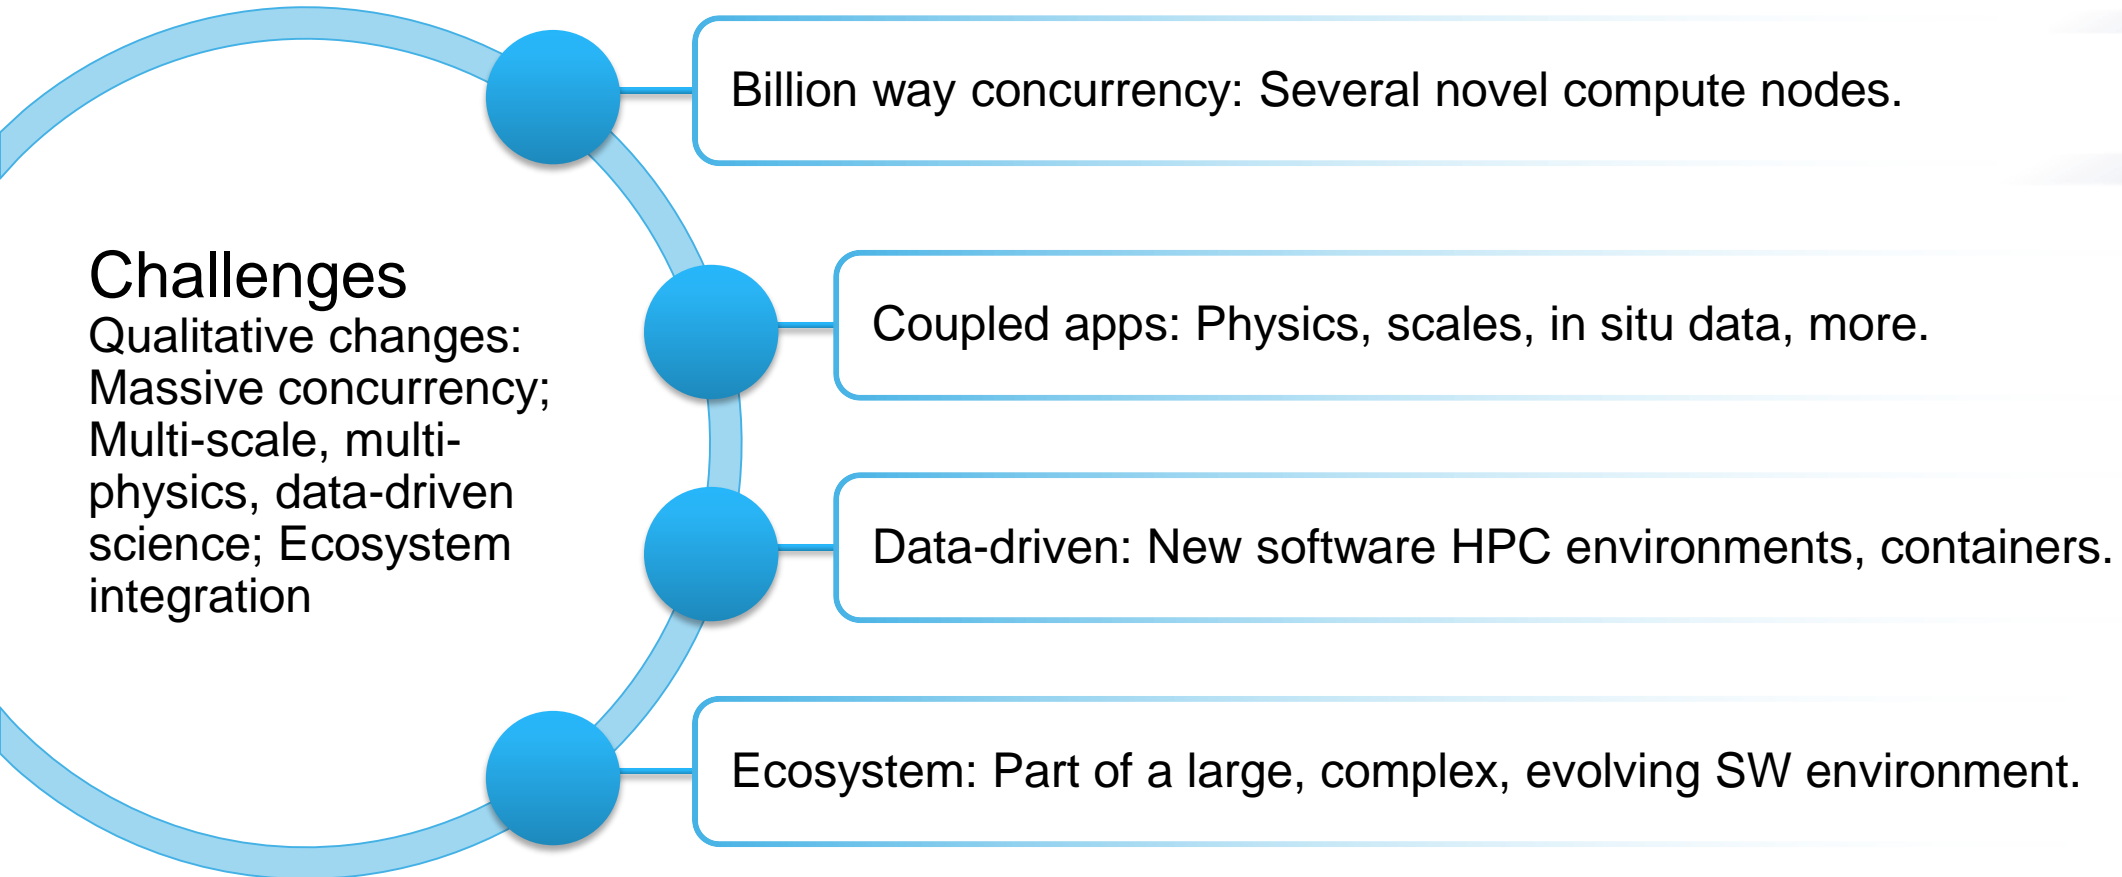 Challenges
Qualitative changes:
Massive concurrency;
Multi-scale, multi-
physics, data-driven
science; Ecosystem
integration
Billion way concurrency: Several novel compute nodes.
Coupled apps: Physics, scales, in situ data, more.
Data-driven: New software HPC environments, containers.
Ecosystem: Part of a large, complex, evolving SW environment.